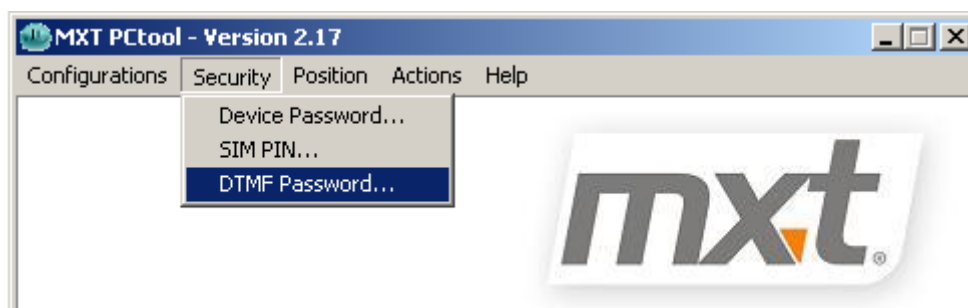 MXT PCtool - Version 2.17
Configurations Security Position Actions Help
Device Password...
SIM PIN...
DTMF Password...
mxt®